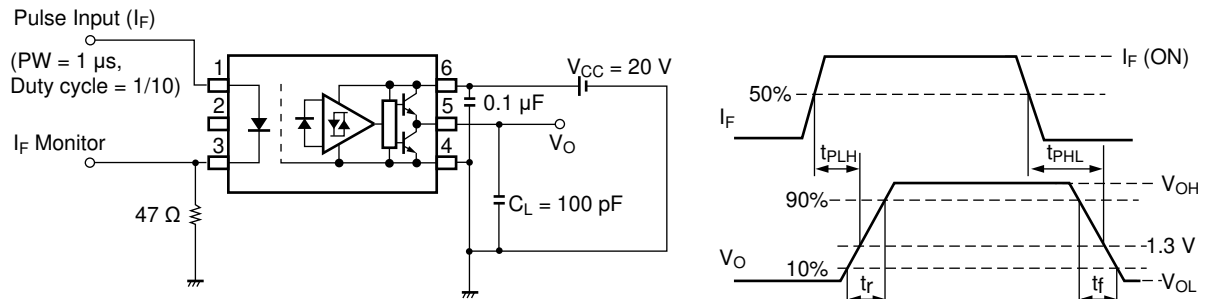 Pulse Input (IF)
(PW = 1 μs,
Duty cycle = 1/10)
IF Monitor
47 Ω
1
2
3
6
5
4
VCC = 20 V
0.1 μF
VO
CL = 100 pF
IF (ON)
50%
IF
tPLH
tPHL
VOH
90%
1.3 V
VO
10%
VOL
tr
tf